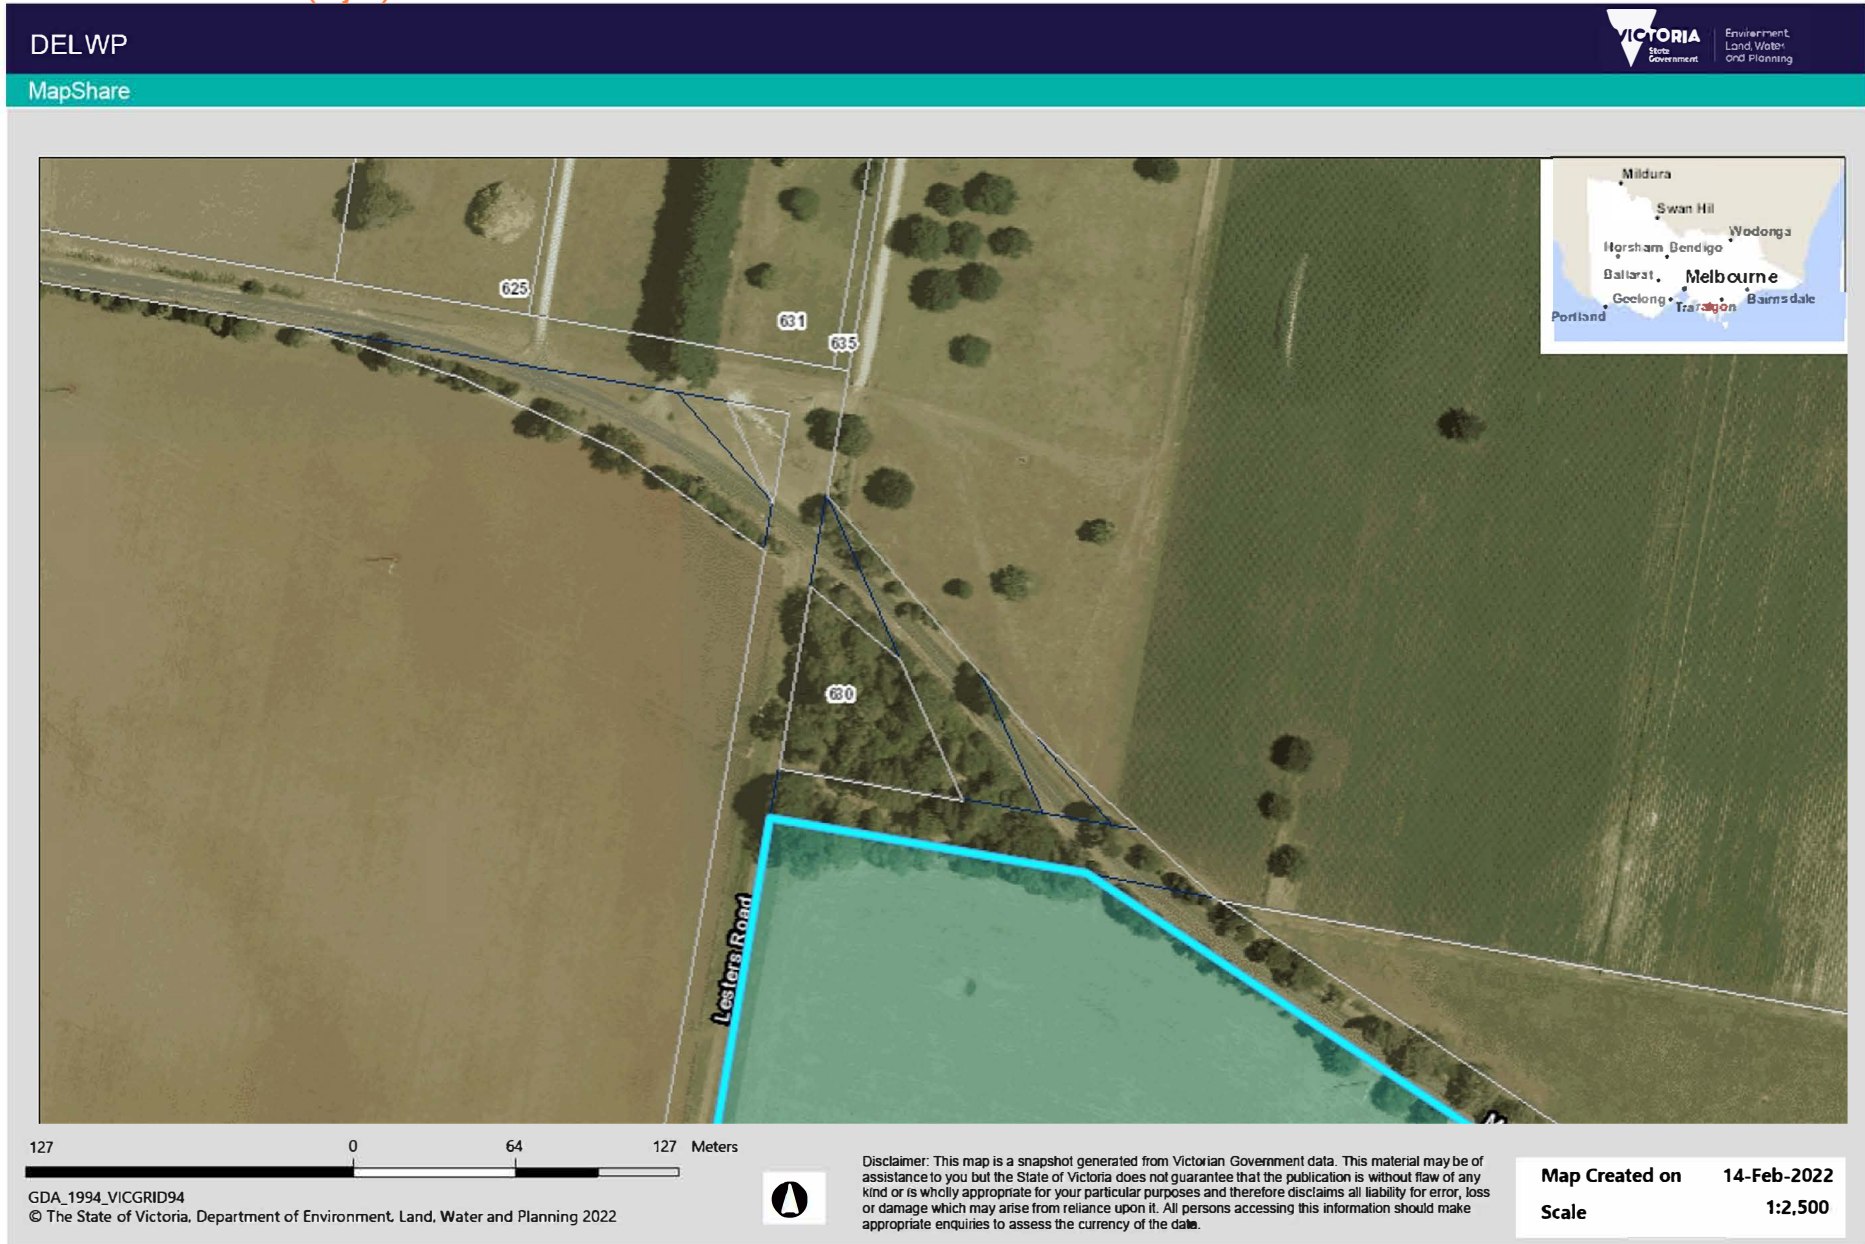 DELWP
VICTORIA
State
Government
Environment,
Land, Water
and Planning
MapShare
Mildura
Swan Hill
Wodonga
Horsham Bendigo
Ballarat
Melbourne
Geelong
Traralgon
Bairnsdale
Portland
625
631
635
630
Lesters Road
127 0 64 127 Meters
GDA_1994_VICGRID94
© The State of Victoria, Department of Environment, Land, Water and Planning 2022
Disclaimer: This map is a snapshot generated from Victorian Government data. This material may be of
assistance to you but the State of Victoria does not guarantee that the publication is without flaw of any
kind or is wholly appropriate for your particular purposes and therefore disclaims all liability for error, loss
or damage which may arise from reliance upon it. All persons accessing this information should make
appropriate enquiries to assess the currency of the data.
Map Created on 14-Feb-2022
Scale 1:2,500